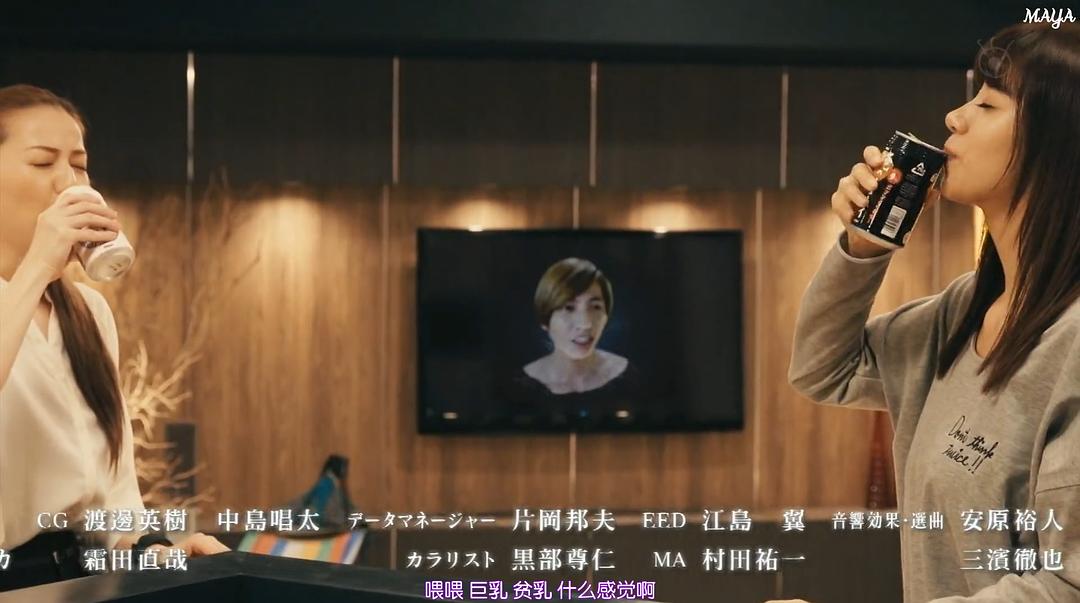 MAYA
Don't think
twice!!
CG 渡邊英樹 中島唱太 データマネージャー 片岡邦夫 EED 江島 翼 音響効果・選曲 安原裕人
カ 霜田直哉 カラリスト 黒部尊仁 MA 村田祐一 三濱徹也
喂喂 巨乳 贫乳 什么感觉啊